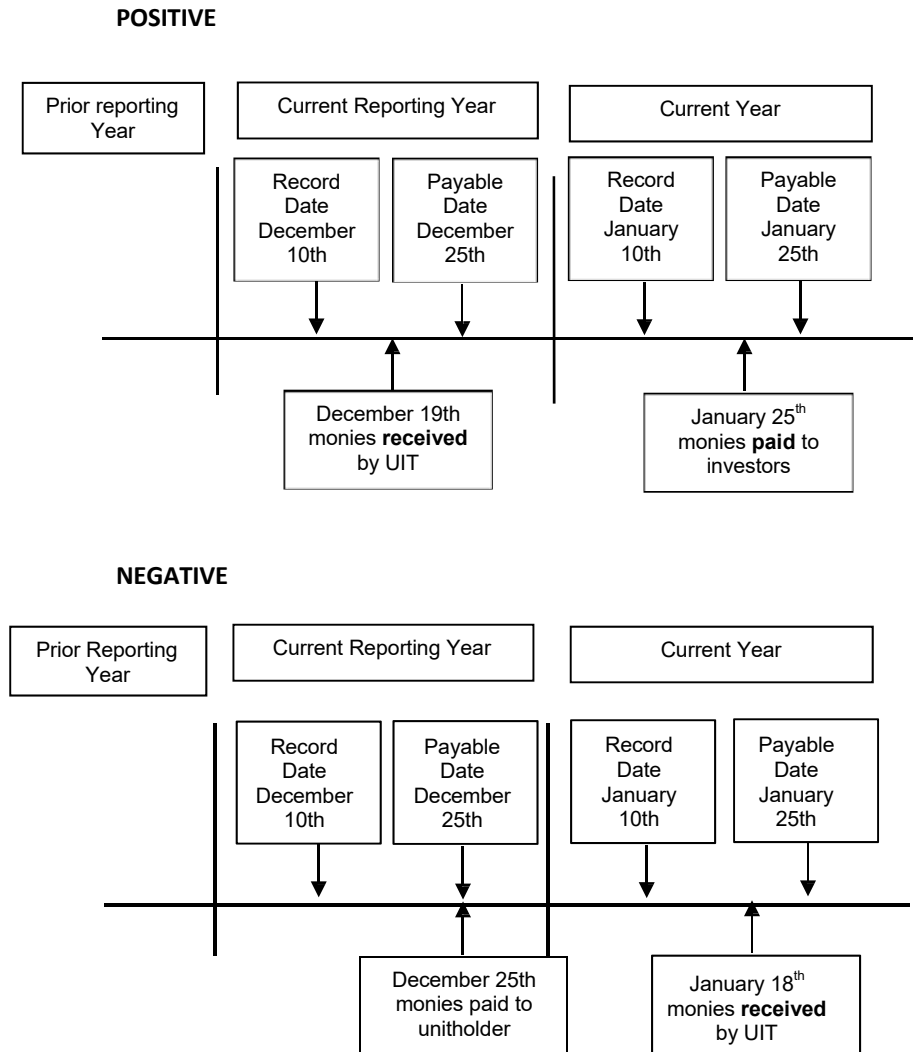 POSITIVE
Prior reporting
Year
Current Reporting Year
Current Year
Record
Date
December
10th
Payable
Date
December
25th
Record
Date
January
10th
Payable
Date
January
25th
December 19th
monies received
by UIT
January 25th
monies paid to
investors
NEGATIVE
Prior Reporting
Year
Current Reporting Year
Current Year
Record
Date
December
10th
Payable
Date
December
25th
Record
Date
January
10th
Payable
Date
January
25th
December 25th
monies paid to
unitholder
January 18th
monies received
by UIT